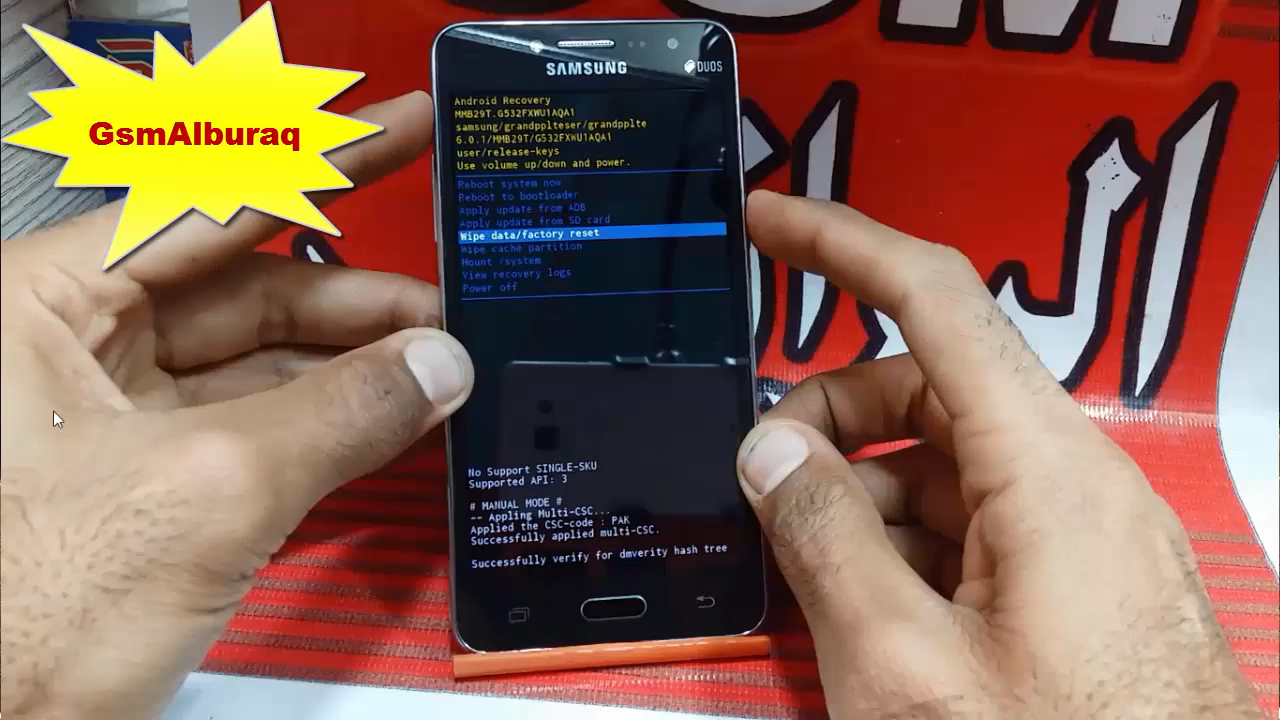 GsmAlburaq
SAMSUNG
DUOS
Android Recovery
MMB29T.G532FXWU1AQA1
samsung/grandpplteser/grandpplte
6.0.1/MMB29T/G532FXWU1AQA1
user/release-keys
Use volume up/down and power.
Reboot system now
Reboot to bootloader
Apply update from ADB
Apply update from SD card
Wipe data/factory reset
Wipe cache partition
Mount /system
View recovery logs
Power off
No Support SINGLE-SKU
Supported API: 3
# MANUAL MODE #
-- Appling Multi-CSC...
Applied the CSC-code : PAK
Successfully applied multi-CSC.
Successfully verify for dmverity hash tree